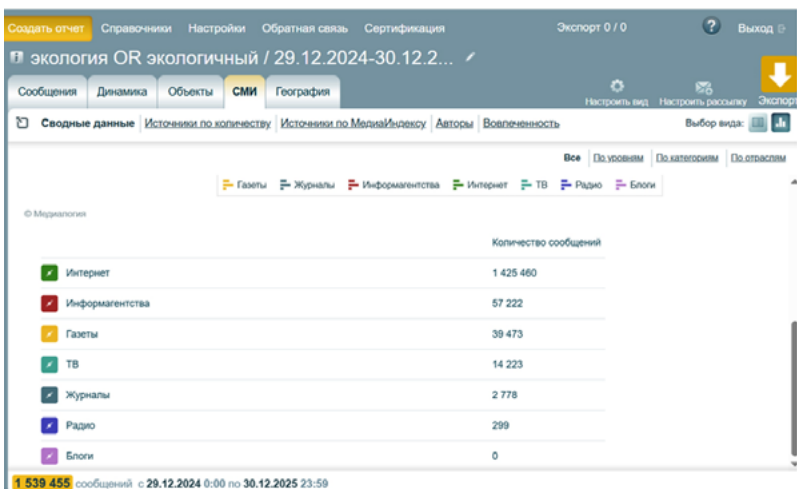 Создать отчет Справочники Настройки Обратная связь Сертификация Экспорт 0 / 0 ? Выход
экология OR экологичный / 29.12.2024-30.12.2...
Сообщения Динамика Объекты СМИ География Настроить вид Настроить рассылку Экспорт
Сводные данные Источники по количеству Источники по МедиаИндексу Авторы Вовлеченность Выбор вида:
Все По уровням По категориям По отраслям
Газеты Журналы Информагентства Интернет ТВ Радио Блоги
© Медиалогия
Количество сообщений
Интернет 1 425 460
Информагентства 57 222
Газеты 39 473
ТВ 14 223
Журналы 2 778
Радио 299
Блоги 0
1 539 455 сообщений с 29.12.2024 0:00 по 30.12.2025 23:59